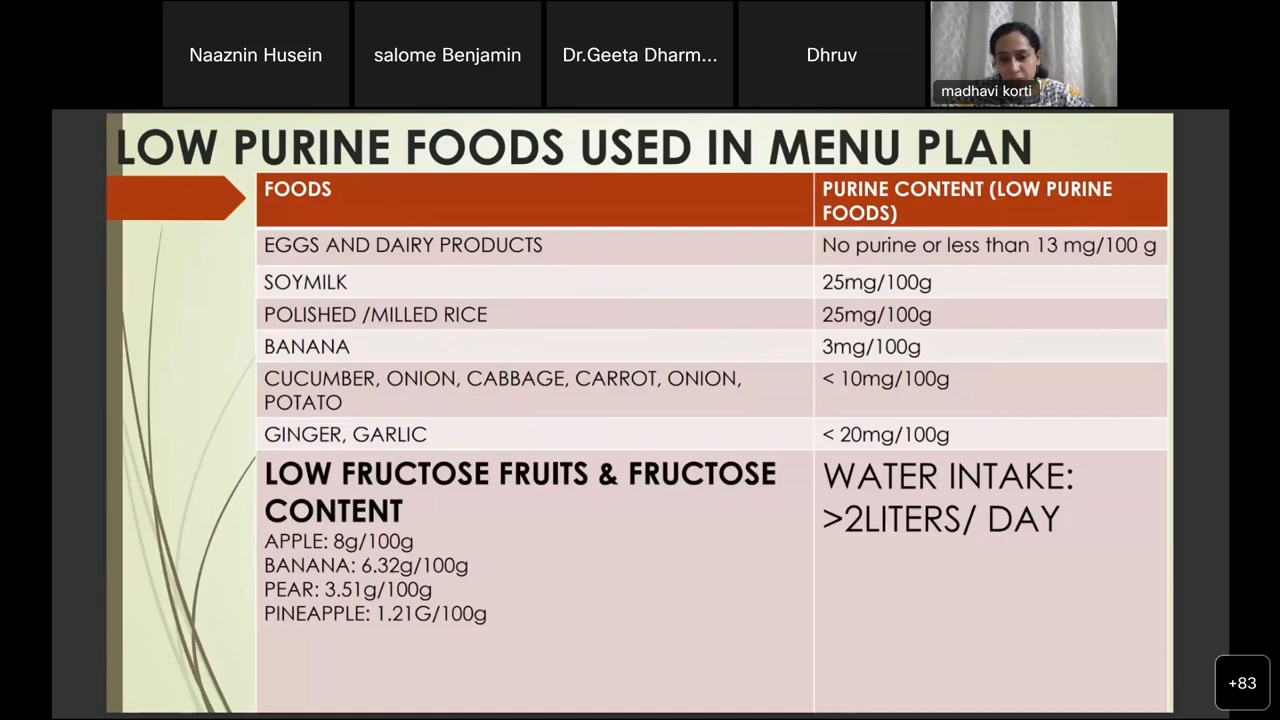 Naaznin Husein
salome Benjamin
Dr.Geeta Dharm...
Dhruv
madhavi korti
LOW PURINE FOODS USED IN MENU PLAN
FOODS
PURINE CONTENT (LOW PURINE
FOODS)
EGGS AND DAIRY PRODUCTS
No purine or less than 13 mg/100 g
SOYMILK
25mg/100g
POLISHED /MILLED RICE
25mg/100g
BANANA
3mg/100g
CUCUMBER, ONION, CABBAGE, CARROT, ONION,
POTATO
< 10mg/100g
GINGER, GARLIC
< 20mg/100g
LOW FRUCTOSE FRUITS & FRUCTOSE
CONTENT
APPLE: 8g/100g
BANANA: 6.32g/100g
PEAR: 3.51g/100g
PINEAPPLE: 1.21G/100g
WATER INTAKE:
>2LITERS/ DAY
+83